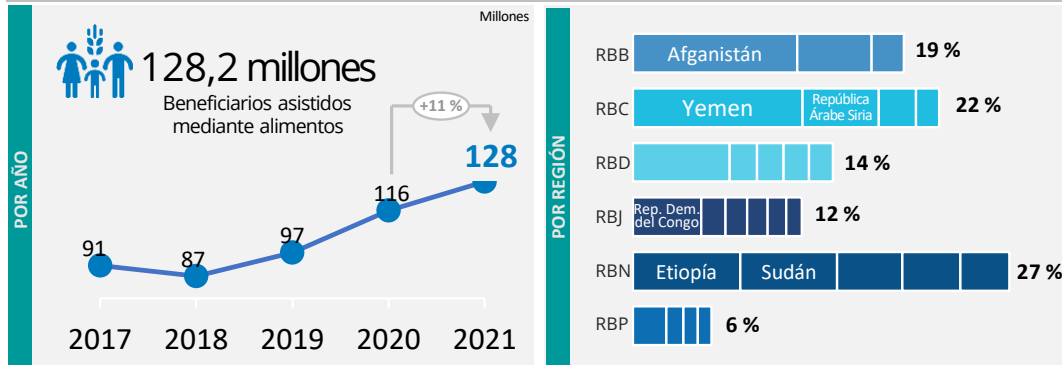 Millones
128,2 millones
Beneficiarios asistidos
mediante alimentos
+11 %
128
116
97
91
87
2017 2018 2019 2020 2021
POR AÑO
POR REGIÓN
RBB Afganistán 19 %
RBC Yemen República
Árabe Siria 22 %
RBD 14 %
RBJ Rep. Dem.
del Congo 12 %
RBN Etiopía Sudán 27 %
RBP 6 %